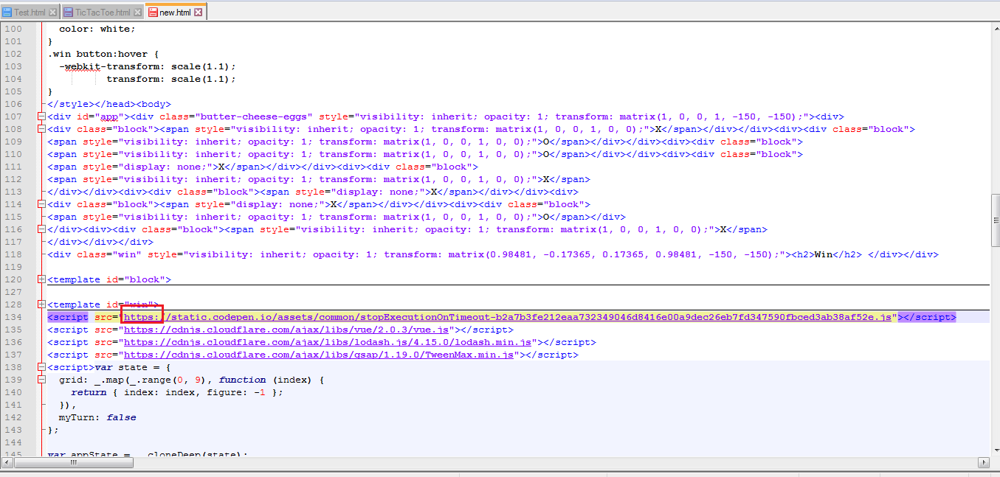 Test.html TicTacToe.html new.html
100 color: white;
101 }
102 .win button:hover {
103 -webkit-transform: scale(1.1);
104 transform: scale(1.1);
105 }
106 </style></head><body>
107 <div id="app"><div class="butter-cheese-eggs" style="visibility: inherit; opacity: 1; transform: matrix(1, 0, 0, 1, -150, -150);"><div>
108 <div class="block"><span style="visibility: inherit; opacity: 1; transform: matrix(1, 0, 0, 1, 0, 0);">X</span></div></div><div><div class="block">
109 <span style="visibility: inherit; opacity: 1; transform: matrix(1, 0, 0, 1, 0, 0);">O</span></div></div><div><div class="block">
110 <span style="visibility: inherit; opacity: 1; transform: matrix(1, 0, 0, 1, 0, 0);">O</span></div></div><div><div class="block">
111 <span style="display: none;">X</span></div></div><div><div class="block">
112 <span style="visibility: inherit; opacity: 1; transform: matrix(1, 0, 0, 1, 0, 0);">X</span>
113 </div></div><div><div class="block"><span style="display: none;">X</span></div></div><div>
114 <div class="block"><span style="display: none;">X</span></div></div><div><div class="block">
115 <span style="visibility: inherit; opacity: 1; transform: matrix(1, 0, 0, 1, 0, 0);">O</span></div>
116 </div><div><div class="block"><span style="visibility: inherit; opacity: 1; transform: matrix(1, 0, 0, 1, 0, 0);">X</span>
117 </div></div></div>
118 <div class="win" style="visibility: inherit; opacity: 1; transform: matrix(0.98481, -0.17365, 0.17365, 0.98481, -150, -150);"><h2>Win</h2> </div></div>
119
120 <template id="block">
127
128 <template id="win">
134 <script src="https://static.codepen.io/assets/common/stopExecutionOnTimeout-b2a7b3fe212eaa732349046d8416e00a9dec26eb7fd347590fbced3ab38af52e.js"></script>
135 <script src="https://cdnjs.cloudflare.com/ajax/libs/vue/2.0.3/vue.js"></script>
136 <script src="https://cdnjs.cloudflare.com/ajax/libs/lodash.js/4.15.0/lodash.min.js"></script>
137 <script src="https://cdnjs.cloudflare.com/ajax/libs/gsap/1.19.0/TweenMax.min.js"></script>
138 <script>var state = {
139 grid: _.map(_.range(0, 9), function (index) {
140 return { index: index, figure: -1 };
141 }),
142 myTurn: false
143 };
144
145 var appState = _.cloneDeep(state);